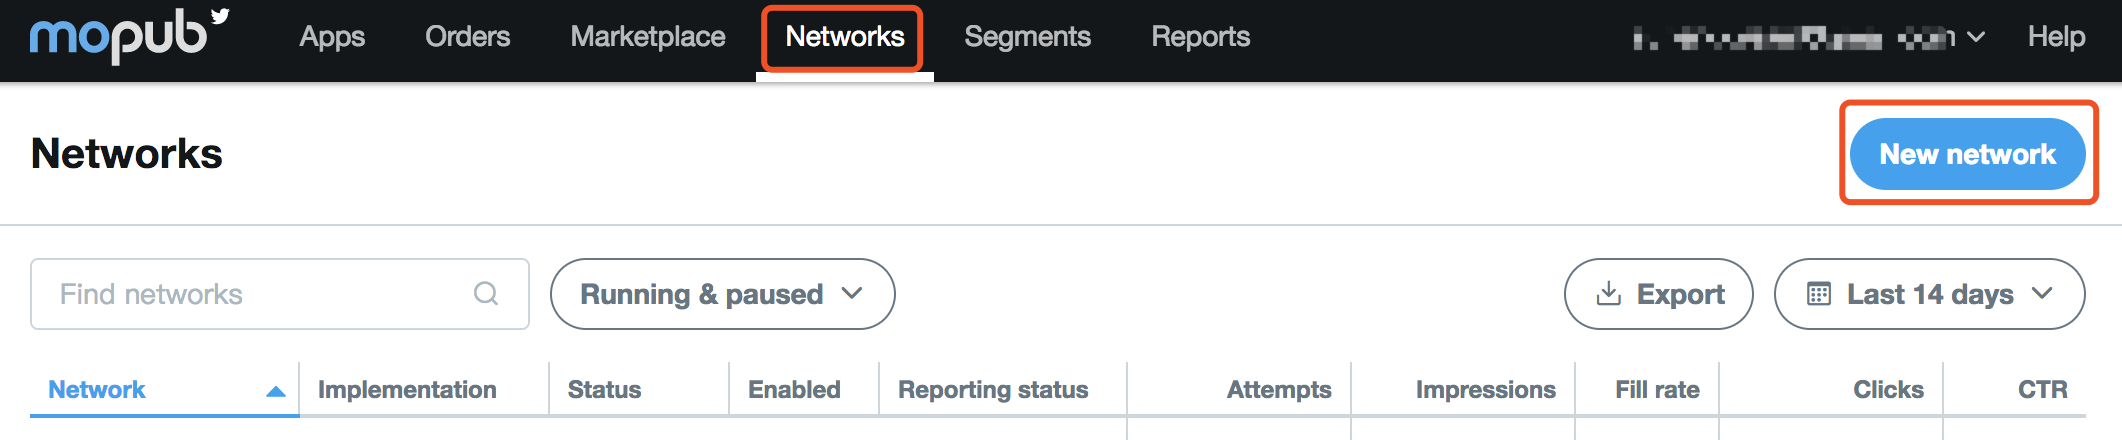 mopub Apps Orders Marketplace Networks Segments Reports Help
Networks New network
Find networks Running & paused Export Last 14 days
Network Implementation Status Enabled Reporting status Attempts Impressions Fill rate Clicks CTR